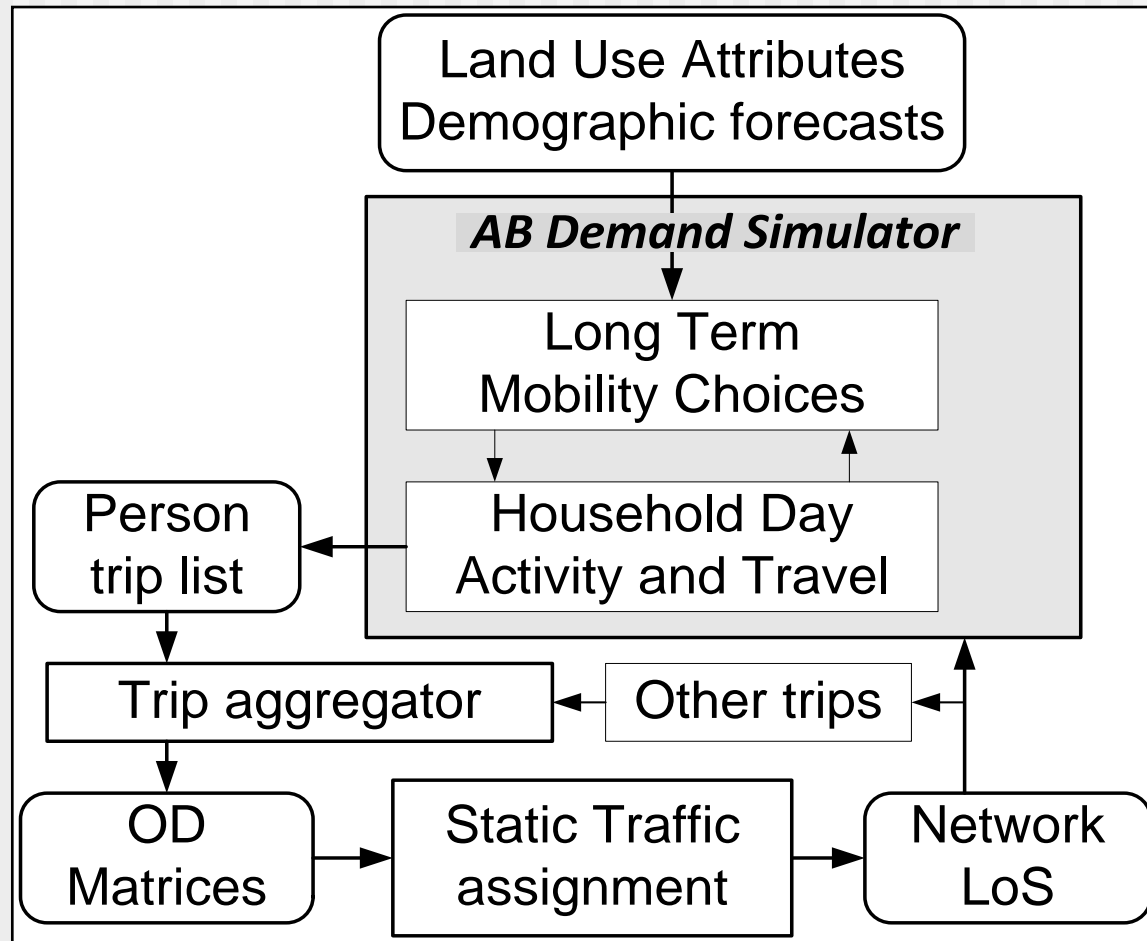 Land Use Attributes
Demographic forecasts
AB Demand Simulator
Long Term
Mobility Choices
Household Day
Activity and Travel
Person
trip list
Trip aggregator
Other trips
OD
Matrices
Static Traffic
assignment
Network
LoS